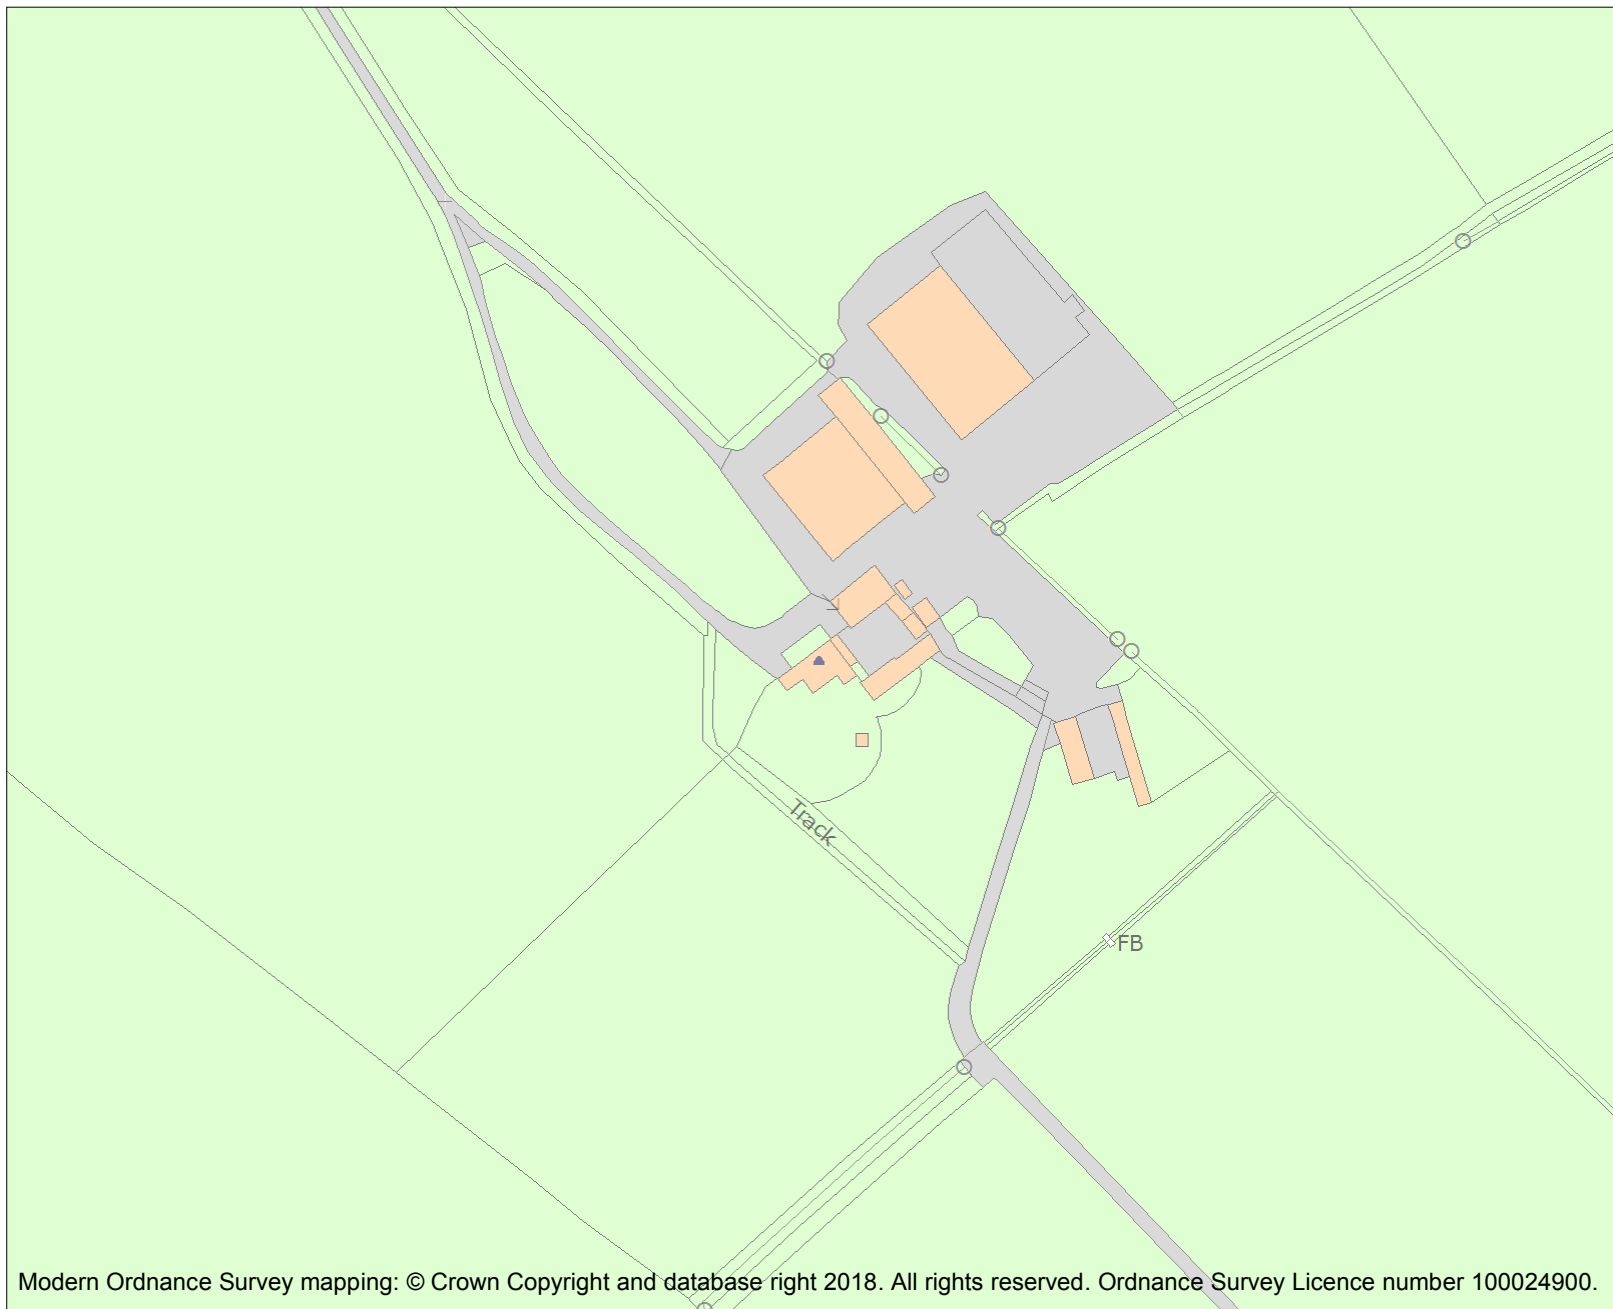 Track
FB
Modern Ordnance Survey mapping: © Crown Copyright and database right 2018. All rights reserved. Ordnance Survey Licence number 100024900.